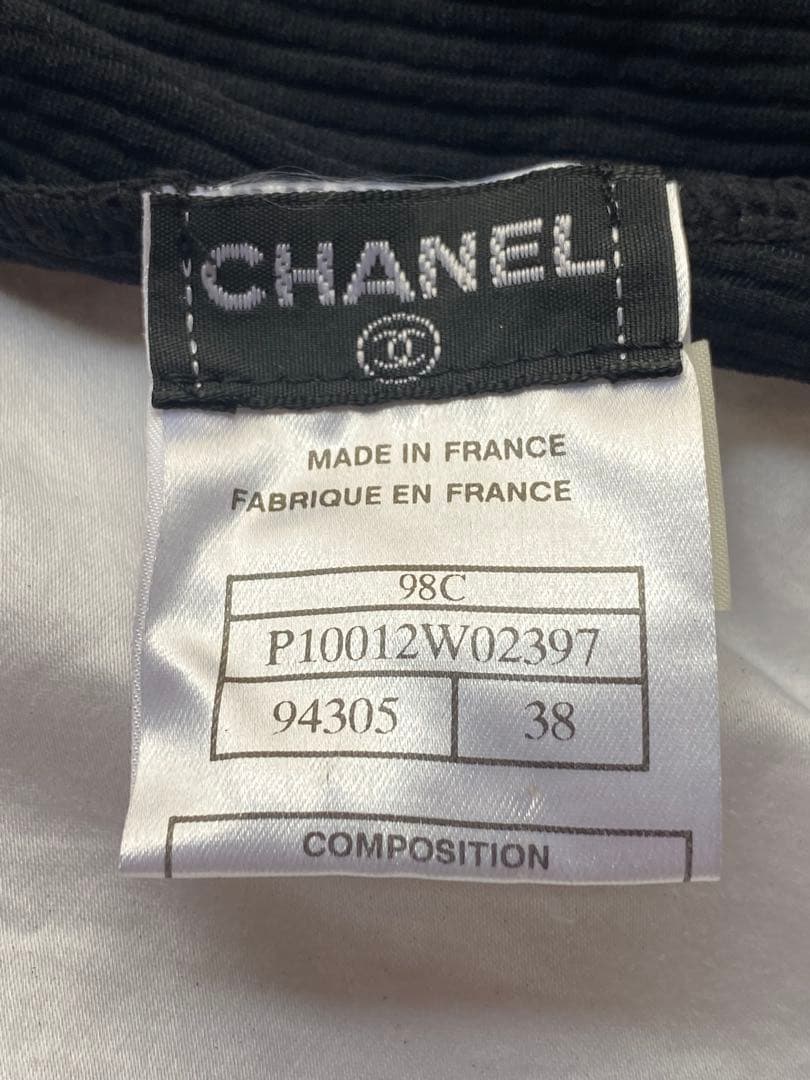 CHANEL
MADE IN FRANCE
FABRIQUE EN FRANCE
98C
P10012W02397
94305 38
COMPOSITION